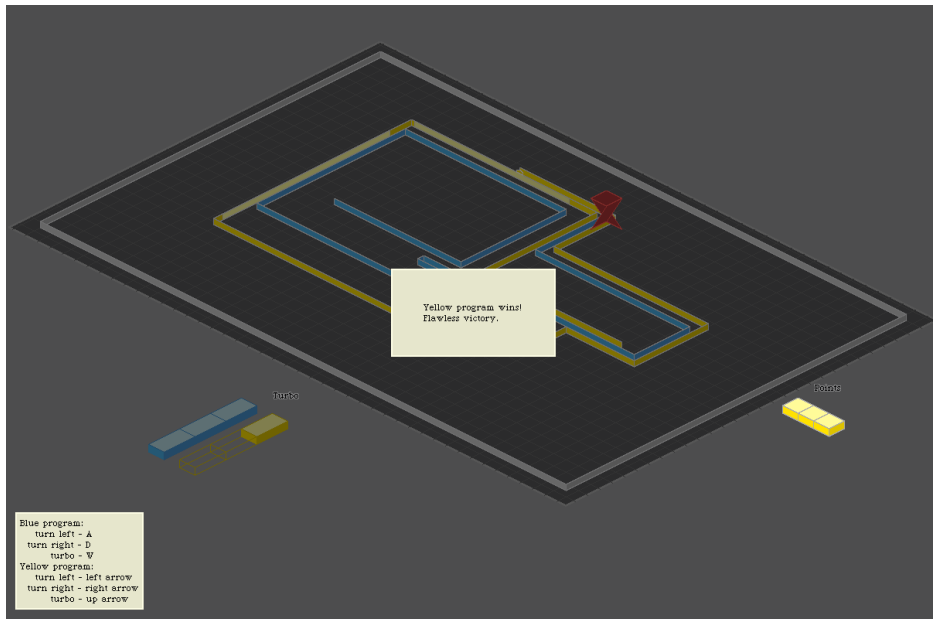 Yellow program wins!
Flawless victory.
Turbo
Points
Blue program:
turn left - A
turn right - D
turbo - W
Yellow program:
turn left - left arrow
turn right - right arrow
turbo - up arrow